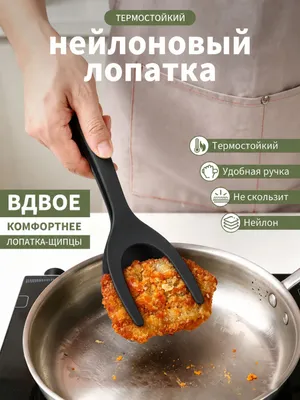 ТЕРМОСТОЙКИЙ
нейлоновый
лопатка
Термостойкий
Удобная ручка
Не скользит
Нейлон
ВДВОЕ
КОМФОРТНЕЕ
ЛОПАТКА-ЩИПЦЫ